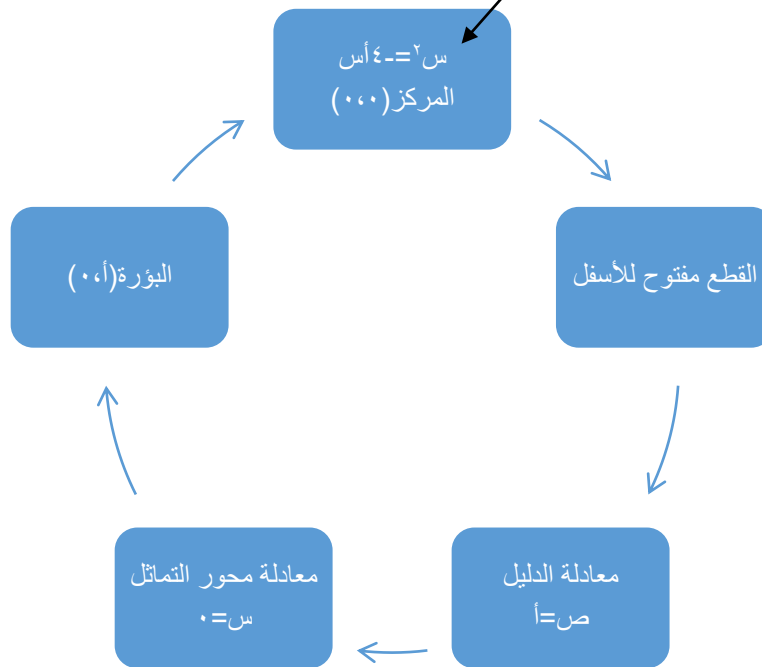 س٢=-٤أس
المركز(٠،٠)
القطع مفتوح للأسفل
معادلة الدليل
ص=أ
معادلة محور التماثل
س=٠
البؤرة(أ،٠)